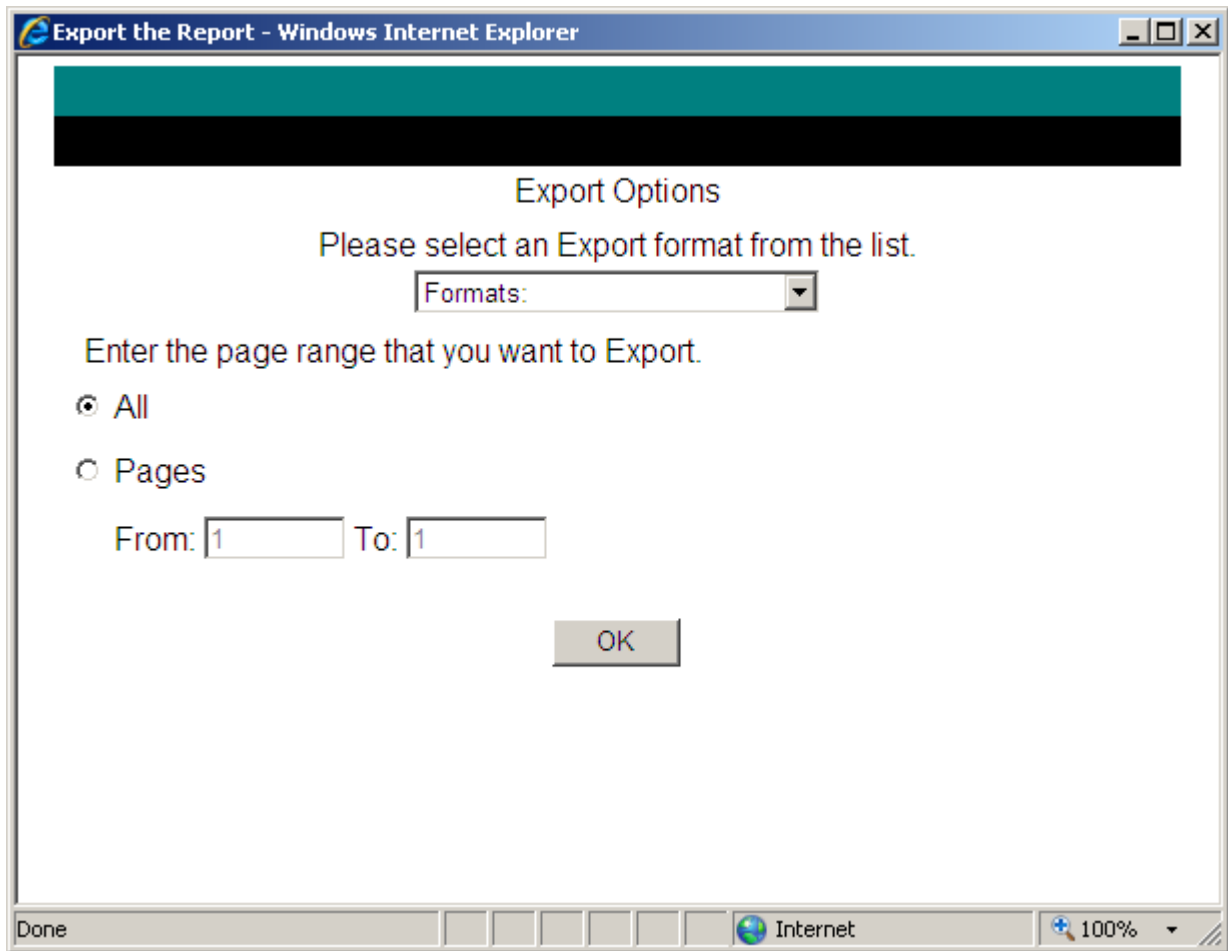 Export the Report - Windows Internet Explorer
Export Options
Please select an Export format from the list.
Formats:
Enter the page range that you want to Export.
All
Pages
From: 1 To: 1
OK
Done Internet 100%